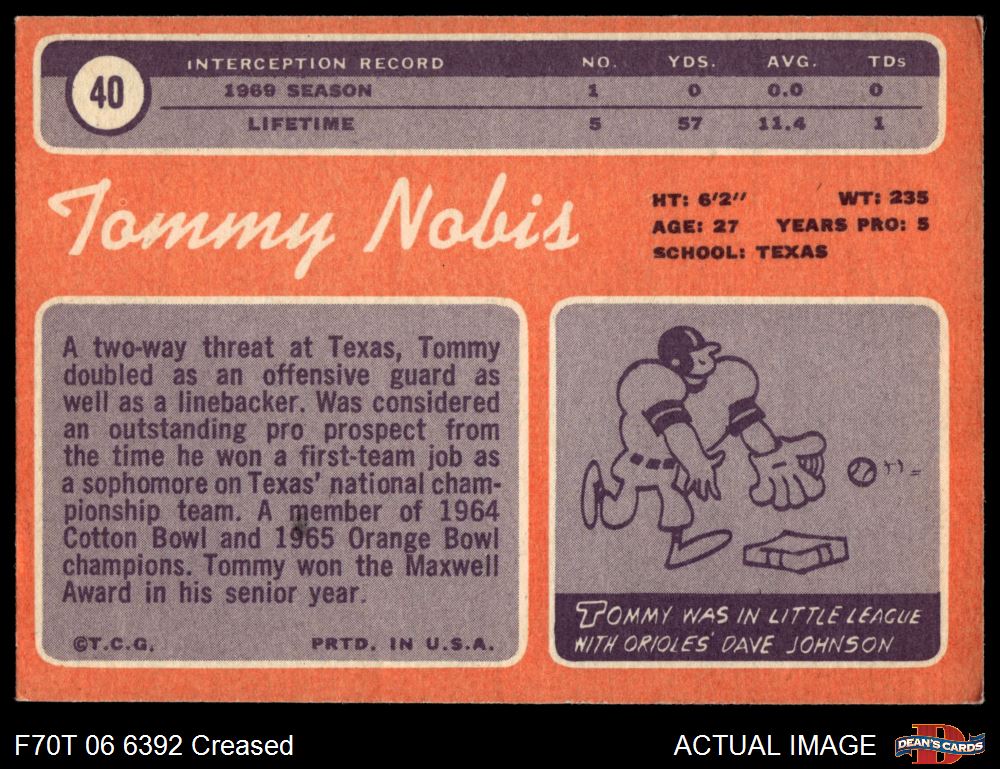 40
INTERCEPTION RECORD NO. YDS. AVG. TDs
1969 SEASON 1 0 0.0 0
LIFETIME 5 57 11.4 1
Tommy Nobis
HT: 6'2" WT: 235
AGE: 27 YEARS PRO: 5
SCHOOL: TEXAS
A two-way threat at Texas, Tommy
doubled as an offensive guard as
well as a linebacker. Was considered
an outstanding pro prospect from
the time he won a first-team job as
a sophomore on Texas' national cham-
pionship team. A member of 1964
Cotton Bowl and 1965 Orange Bowl
champions. Tommy won the Maxwell
Award in his senior year.
©T.C.G. PRTD. IN U.S.A.
TOMMY WAS IN LITTLE LEAGUE
WITH ORIOLES' DAVE JOHNSON
F70T 06 6392 Creased
ACTUAL IMAGE
D
DEAN'S CARDS